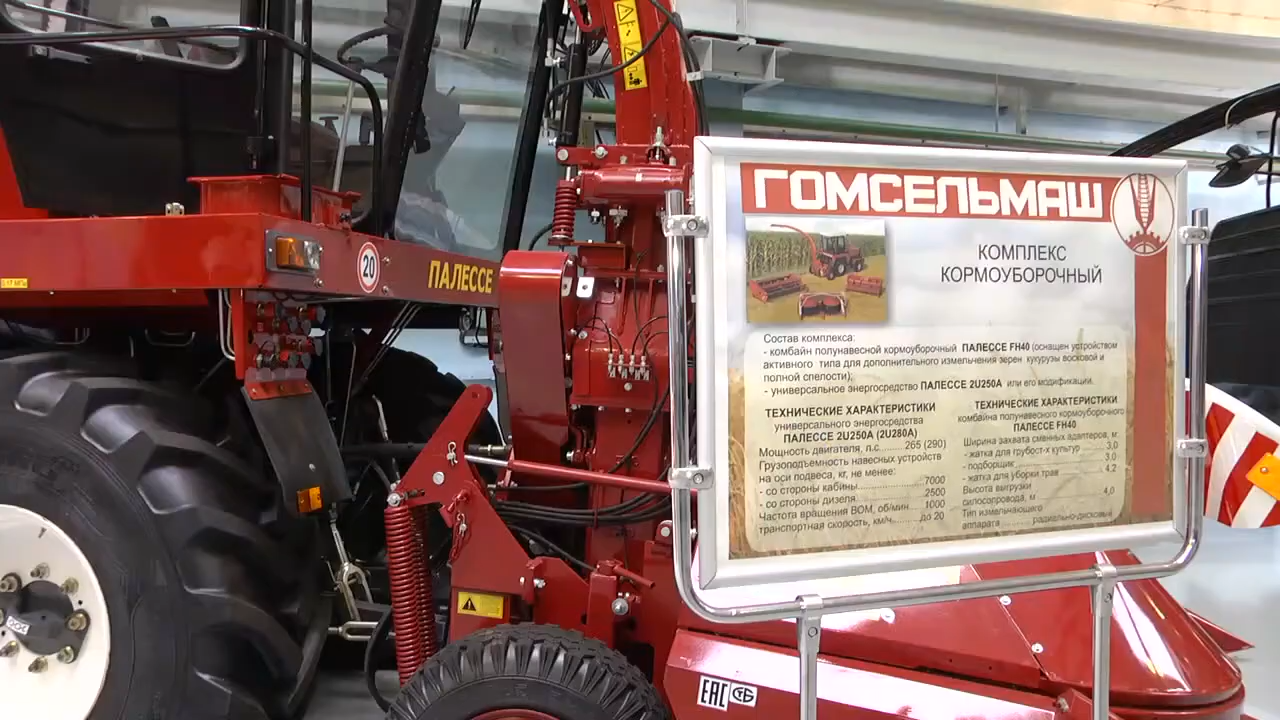 ГОМСЕЛЬМАШ
КОМПЛЕКС
КОРМОУБОРОЧНЫЙ
Состав комплекса:
- комбайн полунавесной кормоуборочный ПАЛЕССЕ FH40 (оснащен устройством
активного типа для дополнительного измельчения зерен кукурузы восковой и
полной спелости);
- универсальное энергосредство ПАЛЕССЕ 2U250A или его модификации.
ТЕХНИЧЕСКИЕ ХАРАКТЕРИСТИКИ
универсального энергосредства
ПАЛЕССЕ 2U250A (2U280A)
Мощность двигателя, л.с. 265 (290)
Грузоподъемность навесных устройств
на оси подвеса, кг, не менее:
- со стороны кабины 7000
- со стороны дизеля 2500
Частота вращения ВОМ, об/мин 1000
транспортная скорость, км/ч до 20
ТЕХНИЧЕСКИЕ ХАРАКТЕРИСТИКИ
комбайна полунавесного кормоуборочного
ПАЛЕССЕ FH40
Ширина захвата сменных адаптеров, м:
- жатка для грубост-х культур 3,0
- подборщик 3,0
- жатка для уборки трав 4,2
Высота выгрузки
силосопровода, м 4,0
Тип измельчающего
аппарата радиально-дисковый
20
ПАЛЕССЕ
EAC
СТБ